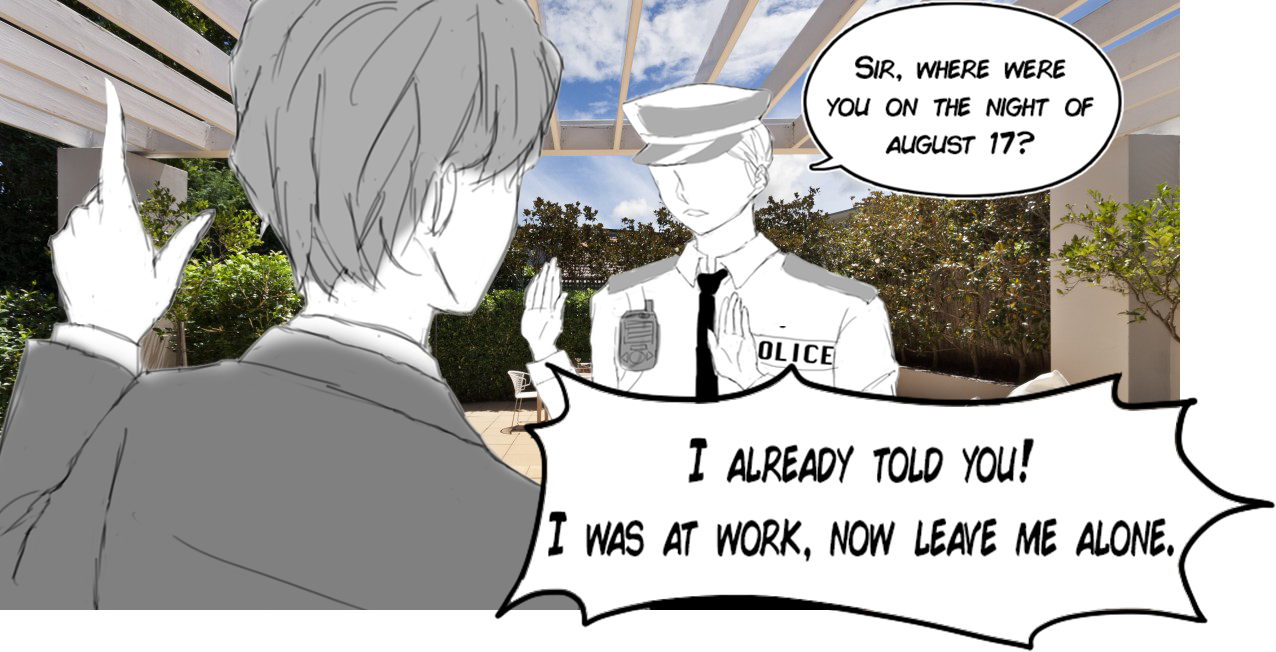 Sir, where were
you on the night of
august 17?
OLICE
I already told you!
I was at work, now leave me alone.